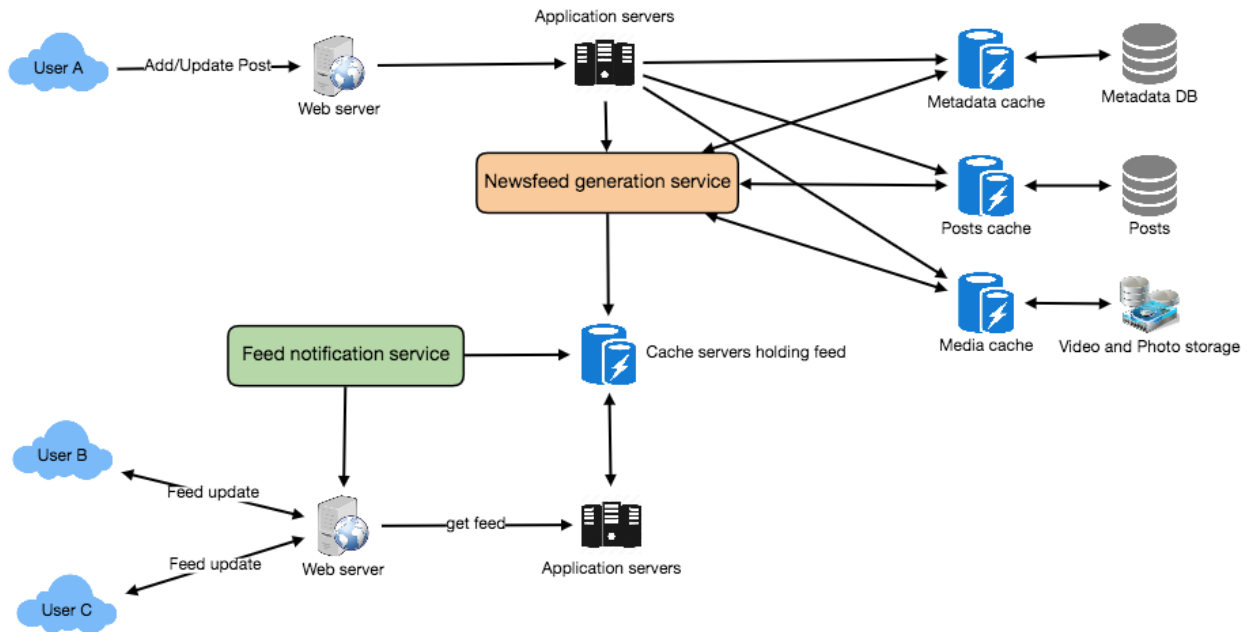 Application servers
User A
Add/Update Post
Web server
Metadata cache
Metadata DB
Newsfeed generation service
Posts cache
Posts
Media cache
Video and Photo storage
Feed notification service
Cache servers holding feed
User B
Feed update
get feed
Feed update
Web server
Application servers
User C